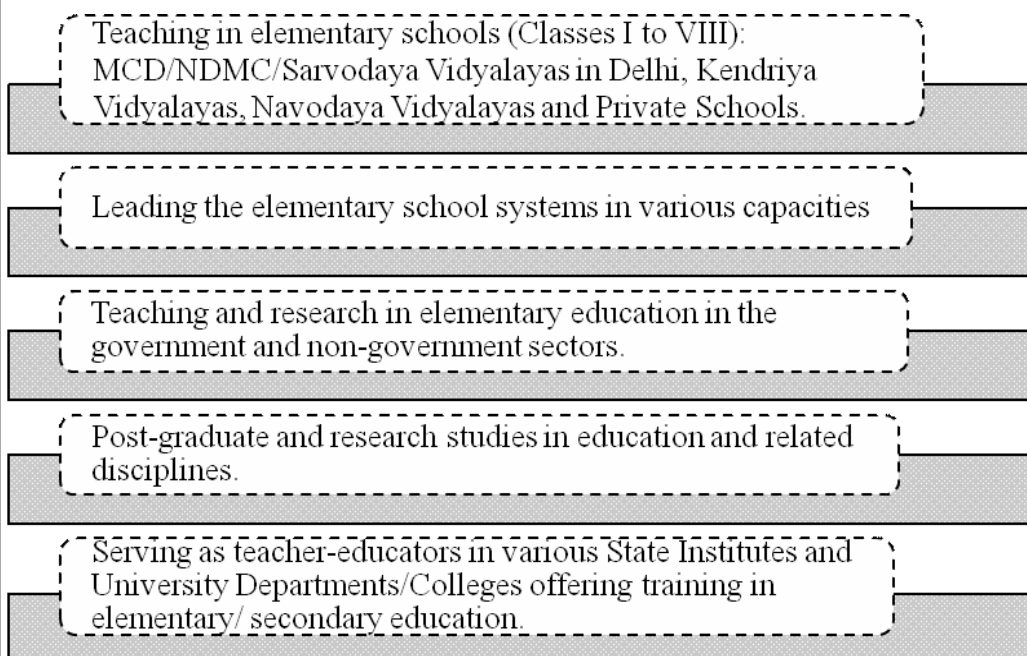 Teaching in elementary schools (Classes I to VIII):
MCD/NDMC/Sarvodaya Vidyalayas in Delhi, Kendriya
Vidyalayas, Navodaya Vidyalayas and Private Schools.
Leading the elementary school systems in various capacities
Teaching and research in elementary education in the
government and non-government sectors.
Post-graduate and research studies in education and related
disciplines.
Serving as teacher-educators in various State Institutes and
University Departments/Colleges offering training in
elementary/ secondary education.